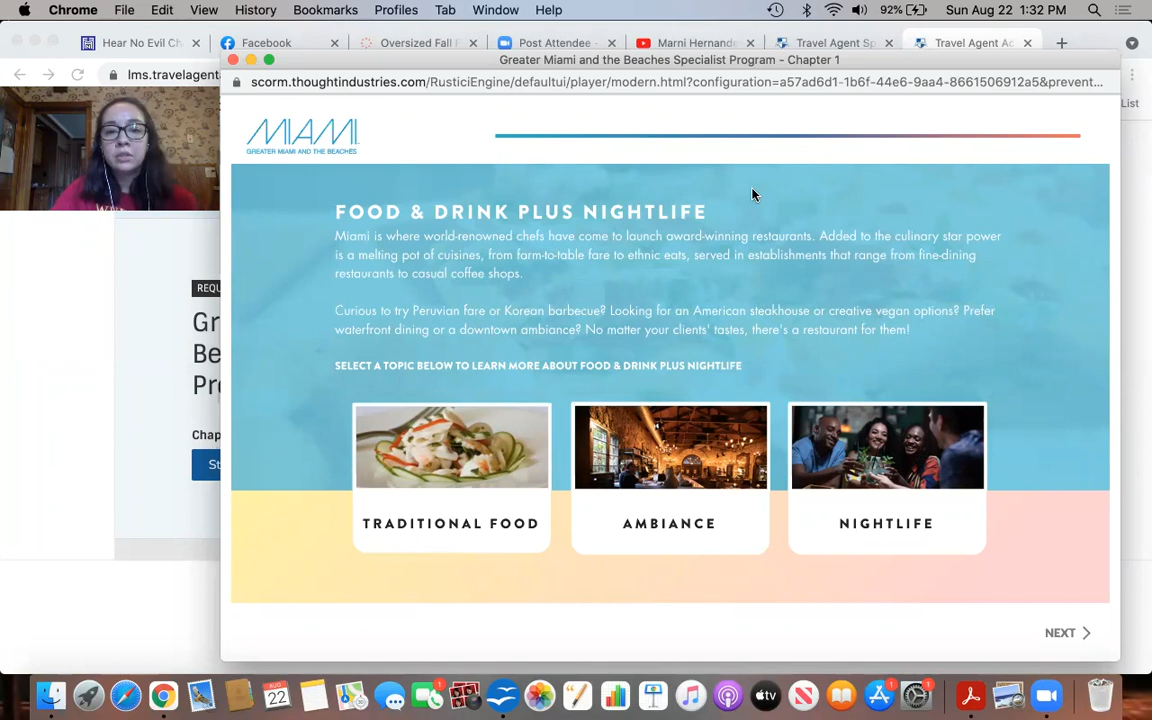 Chrome File Edit View History Bookmarks Profiles Tab Window Help 92% Sun Aug 22 1:32 PM
Hear No Evil Ch Facebook Oversized Fall F Post Attendee - YouTube Marni Hernande Travel Agent Sp Travel Agent Ac
Greater Miami and the Beaches Specialist Program - Chapter 1
lms.travelagent
scorm.thoughtindustries.com/RusticiEngine/defaultui/player/modern.html?configuration=a57ad6d1-1b6f-44e6-9aa4-8661506912a5&prevent...
List
MIAMI
GREATER MIAMI AND THE BEACHES
FOOD & DRINK PLUS NIGHTLIFE
Miami is where world-renowned chefs have come to launch award-winning restaurants. Added to the culinary star power
is a melting pot of cuisines, from farm-to-table fare to ethnic eats, served in establishments that range from fine-dining
restaurants to casual coffee shops.
Curious to try Peruvian fare or Korean barbecue? Looking for an American steakhouse or creative vegan options? Prefer
waterfront dining or a downtown ambiance? No matter your clients' tastes, there's a restaurant for them!
SELECT A TOPIC BELOW TO LEARN MORE ABOUT FOOD & DRINK PLUS NIGHTLIFE
REQU
Gr
Be
Pr
Chap
St
TRADITIONAL FOOD AMBIANCE NIGHTLIFE
NEXT
AUG
22
1
tv
1
1